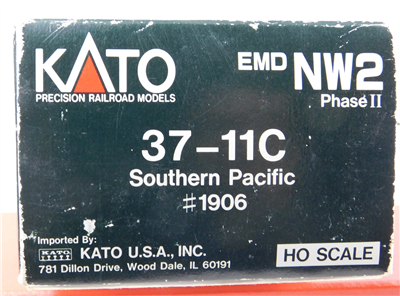 KATO
PRECISION RAILROAD MODELS
EMD NW2
Phase II
37-11C
Southern Pacific
#1906
Imported By:
KATO KATO U.S.A., INC.
781 Dillon Drive, Wood Dale, IL 60191
HO SCALE